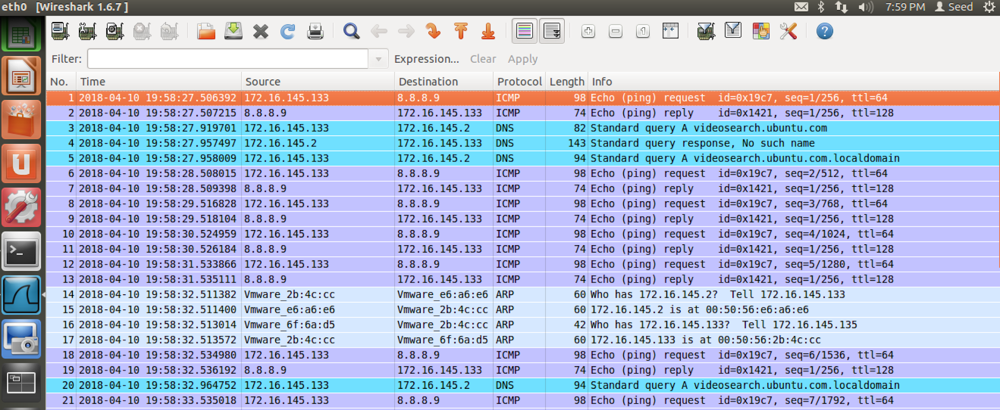 eth0 [Wireshark 1.6.7 ] 7:59 PM Seed
Filter: Expression... Clear Apply
No. Time Source Destination Protocol Length Info
1 2018-04-10 19:58:27.506392 172.16.145.133 8.8.8.9 ICMP 98 Echo (ping) request id=0x19c7, seq=1/256, ttl=64
2 2018-04-10 19:58:27.507215 8.8.8.9 172.16.145.133 ICMP 74 Echo (ping) reply id=0x1421, seq=1/256, ttl=128
3 2018-04-10 19:58:27.919701 172.16.145.133 172.16.145.2 DNS 82 Standard query A videosearch.ubuntu.com
4 2018-04-10 19:58:27.957497 172.16.145.2 172.16.145.133 DNS 143 Standard query response, No such name
5 2018-04-10 19:58:27.958009 172.16.145.133 172.16.145.2 DNS 94 Standard query A videosearch.ubuntu.com.localdomain
6 2018-04-10 19:58:28.508015 172.16.145.133 8.8.8.9 ICMP 98 Echo (ping) request id=0x19c7, seq=2/512, ttl=64
7 2018-04-10 19:58:28.509398 8.8.8.9 172.16.145.133 ICMP 74 Echo (ping) reply id=0x1421, seq=1/256, ttl=128
8 2018-04-10 19:58:29.516828 172.16.145.133 8.8.8.9 ICMP 98 Echo (ping) request id=0x19c7, seq=3/768, ttl=64
9 2018-04-10 19:58:29.518104 8.8.8.9 172.16.145.133 ICMP 74 Echo (ping) reply id=0x1421, seq=1/256, ttl=128
10 2018-04-10 19:58:30.524959 172.16.145.133 8.8.8.9 ICMP 98 Echo (ping) request id=0x19c7, seq=4/1024, ttl=64
11 2018-04-10 19:58:30.526184 8.8.8.9 172.16.145.133 ICMP 74 Echo (ping) reply id=0x1421, seq=1/256, ttl=128
12 2018-04-10 19:58:31.533866 172.16.145.133 8.8.8.9 ICMP 98 Echo (ping) request id=0x19c7, seq=5/1280, ttl=64
13 2018-04-10 19:58:31.535111 8.8.8.9 172.16.145.133 ICMP 74 Echo (ping) reply id=0x1421, seq=1/256, ttl=128
14 2018-04-10 19:58:32.511382 Vmware_2b:4c:cc Vmware_e6:a6:e6 ARP 60 Who has 172.16.145.2? Tell 172.16.145.133
15 2018-04-10 19:58:32.511400 Vmware_e6:a6:e6 Vmware_2b:4c:cc ARP 60 172.16.145.2 is at 00:50:56:e6:a6:e6
16 2018-04-10 19:58:32.513014 Vmware_6f:6a:d5 Vmware_2b:4c:cc ARP 42 Who has 172.16.145.133? Tell 172.16.145.135
17 2018-04-10 19:58:32.513572 Vmware_2b:4c:cc Vmware_6f:6a:d5 ARP 60 172.16.145.133 is at 00:50:56:2b:4c:cc
18 2018-04-10 19:58:32.534980 172.16.145.133 8.8.8.9 ICMP 98 Echo (ping) request id=0x19c7, seq=6/1536, ttl=64
19 2018-04-10 19:58:32.536192 8.8.8.9 172.16.145.133 ICMP 74 Echo (ping) reply id=0x1421, seq=1/256, ttl=128
20 2018-04-10 19:58:32.964752 172.16.145.133 172.16.145.2 DNS 94 Standard query A videosearch.ubuntu.com.localdomain
21 2018-04-10 19:58:33.535018 172.16.145.133 8.8.8.9 ICMP 98 Echo (ping) request id=0x19c7, seq=7/1792, ttl=64